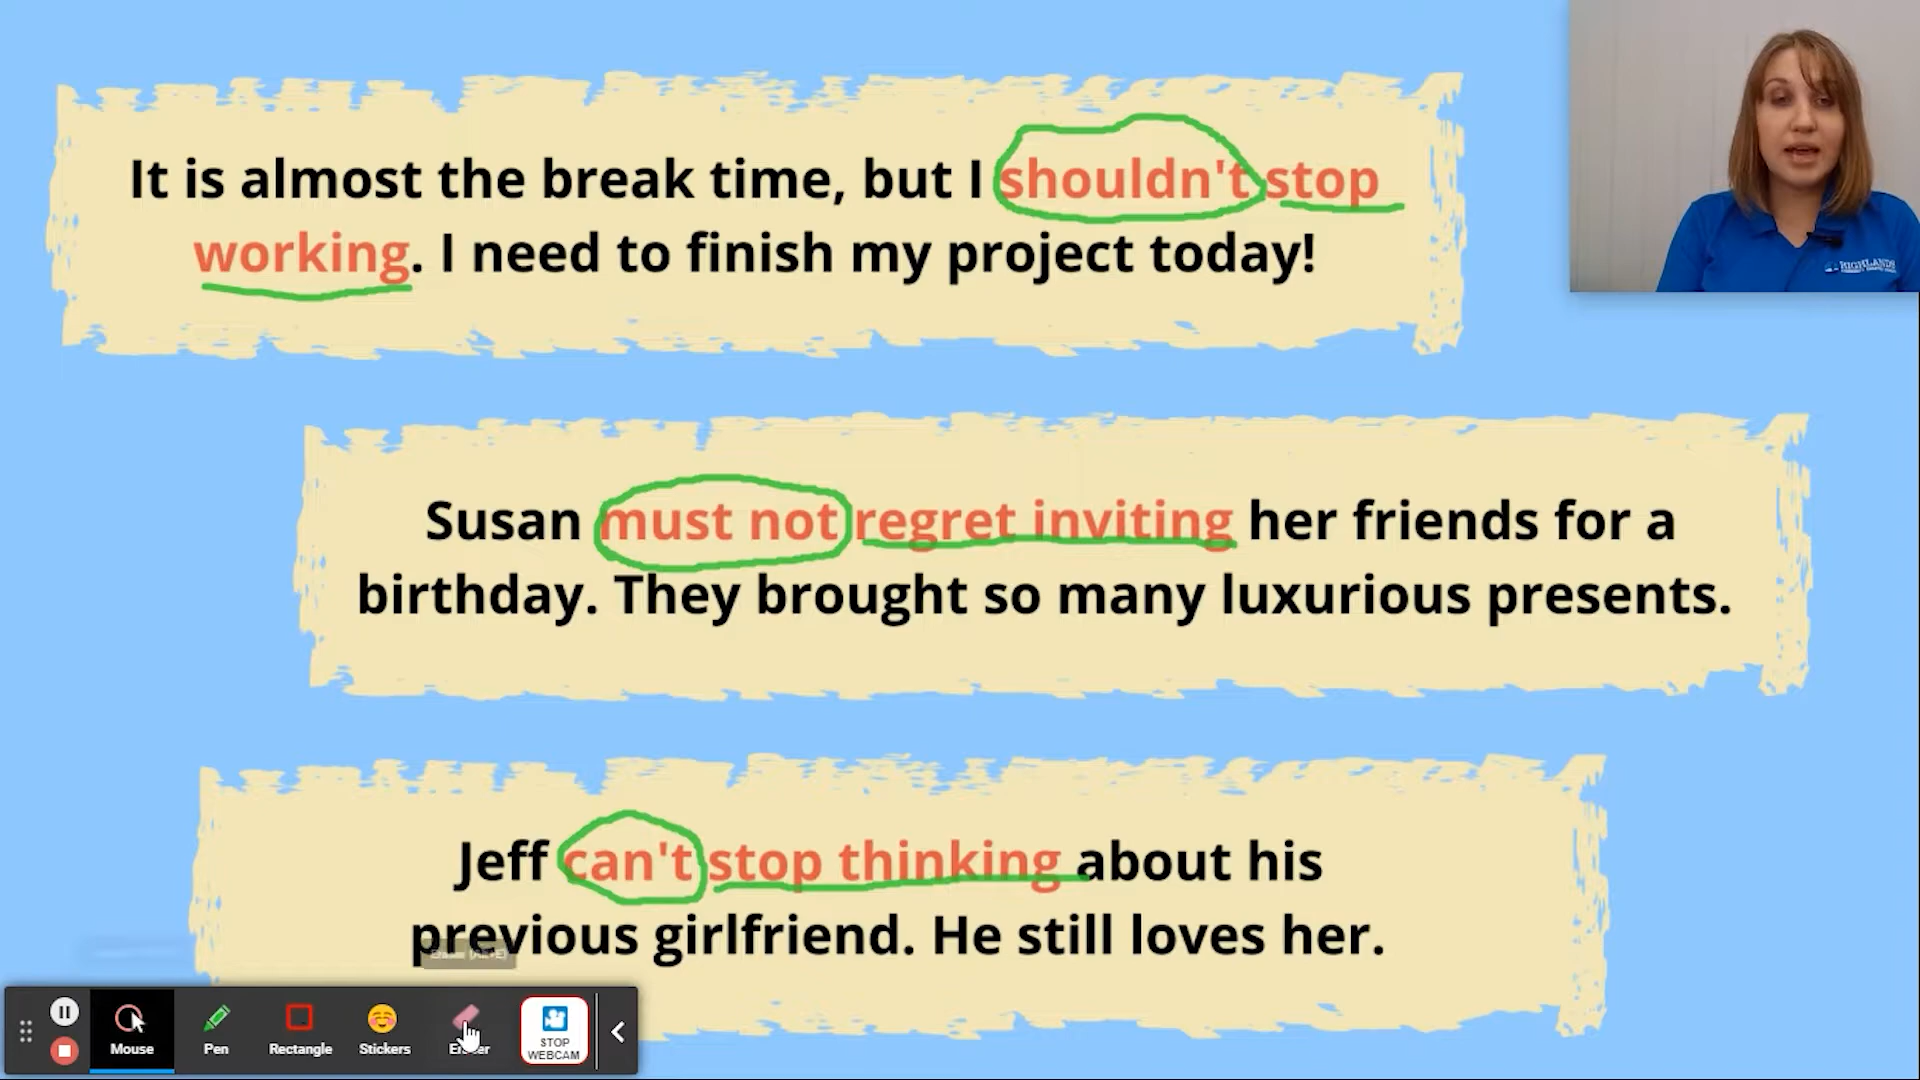 It is almost the break time, but I shouldn't stop
working. I need to finish my project today!
HIGHLANDS
Susan must not regret inviting her friends for a
birthday. They brought so many luxurious presents.
Jeff can't stop thinking about his
previous girlfriend. He still loves her.
Mouse
Pen
Rectangle
Stickers
Eraser
STOP
WEBCAM